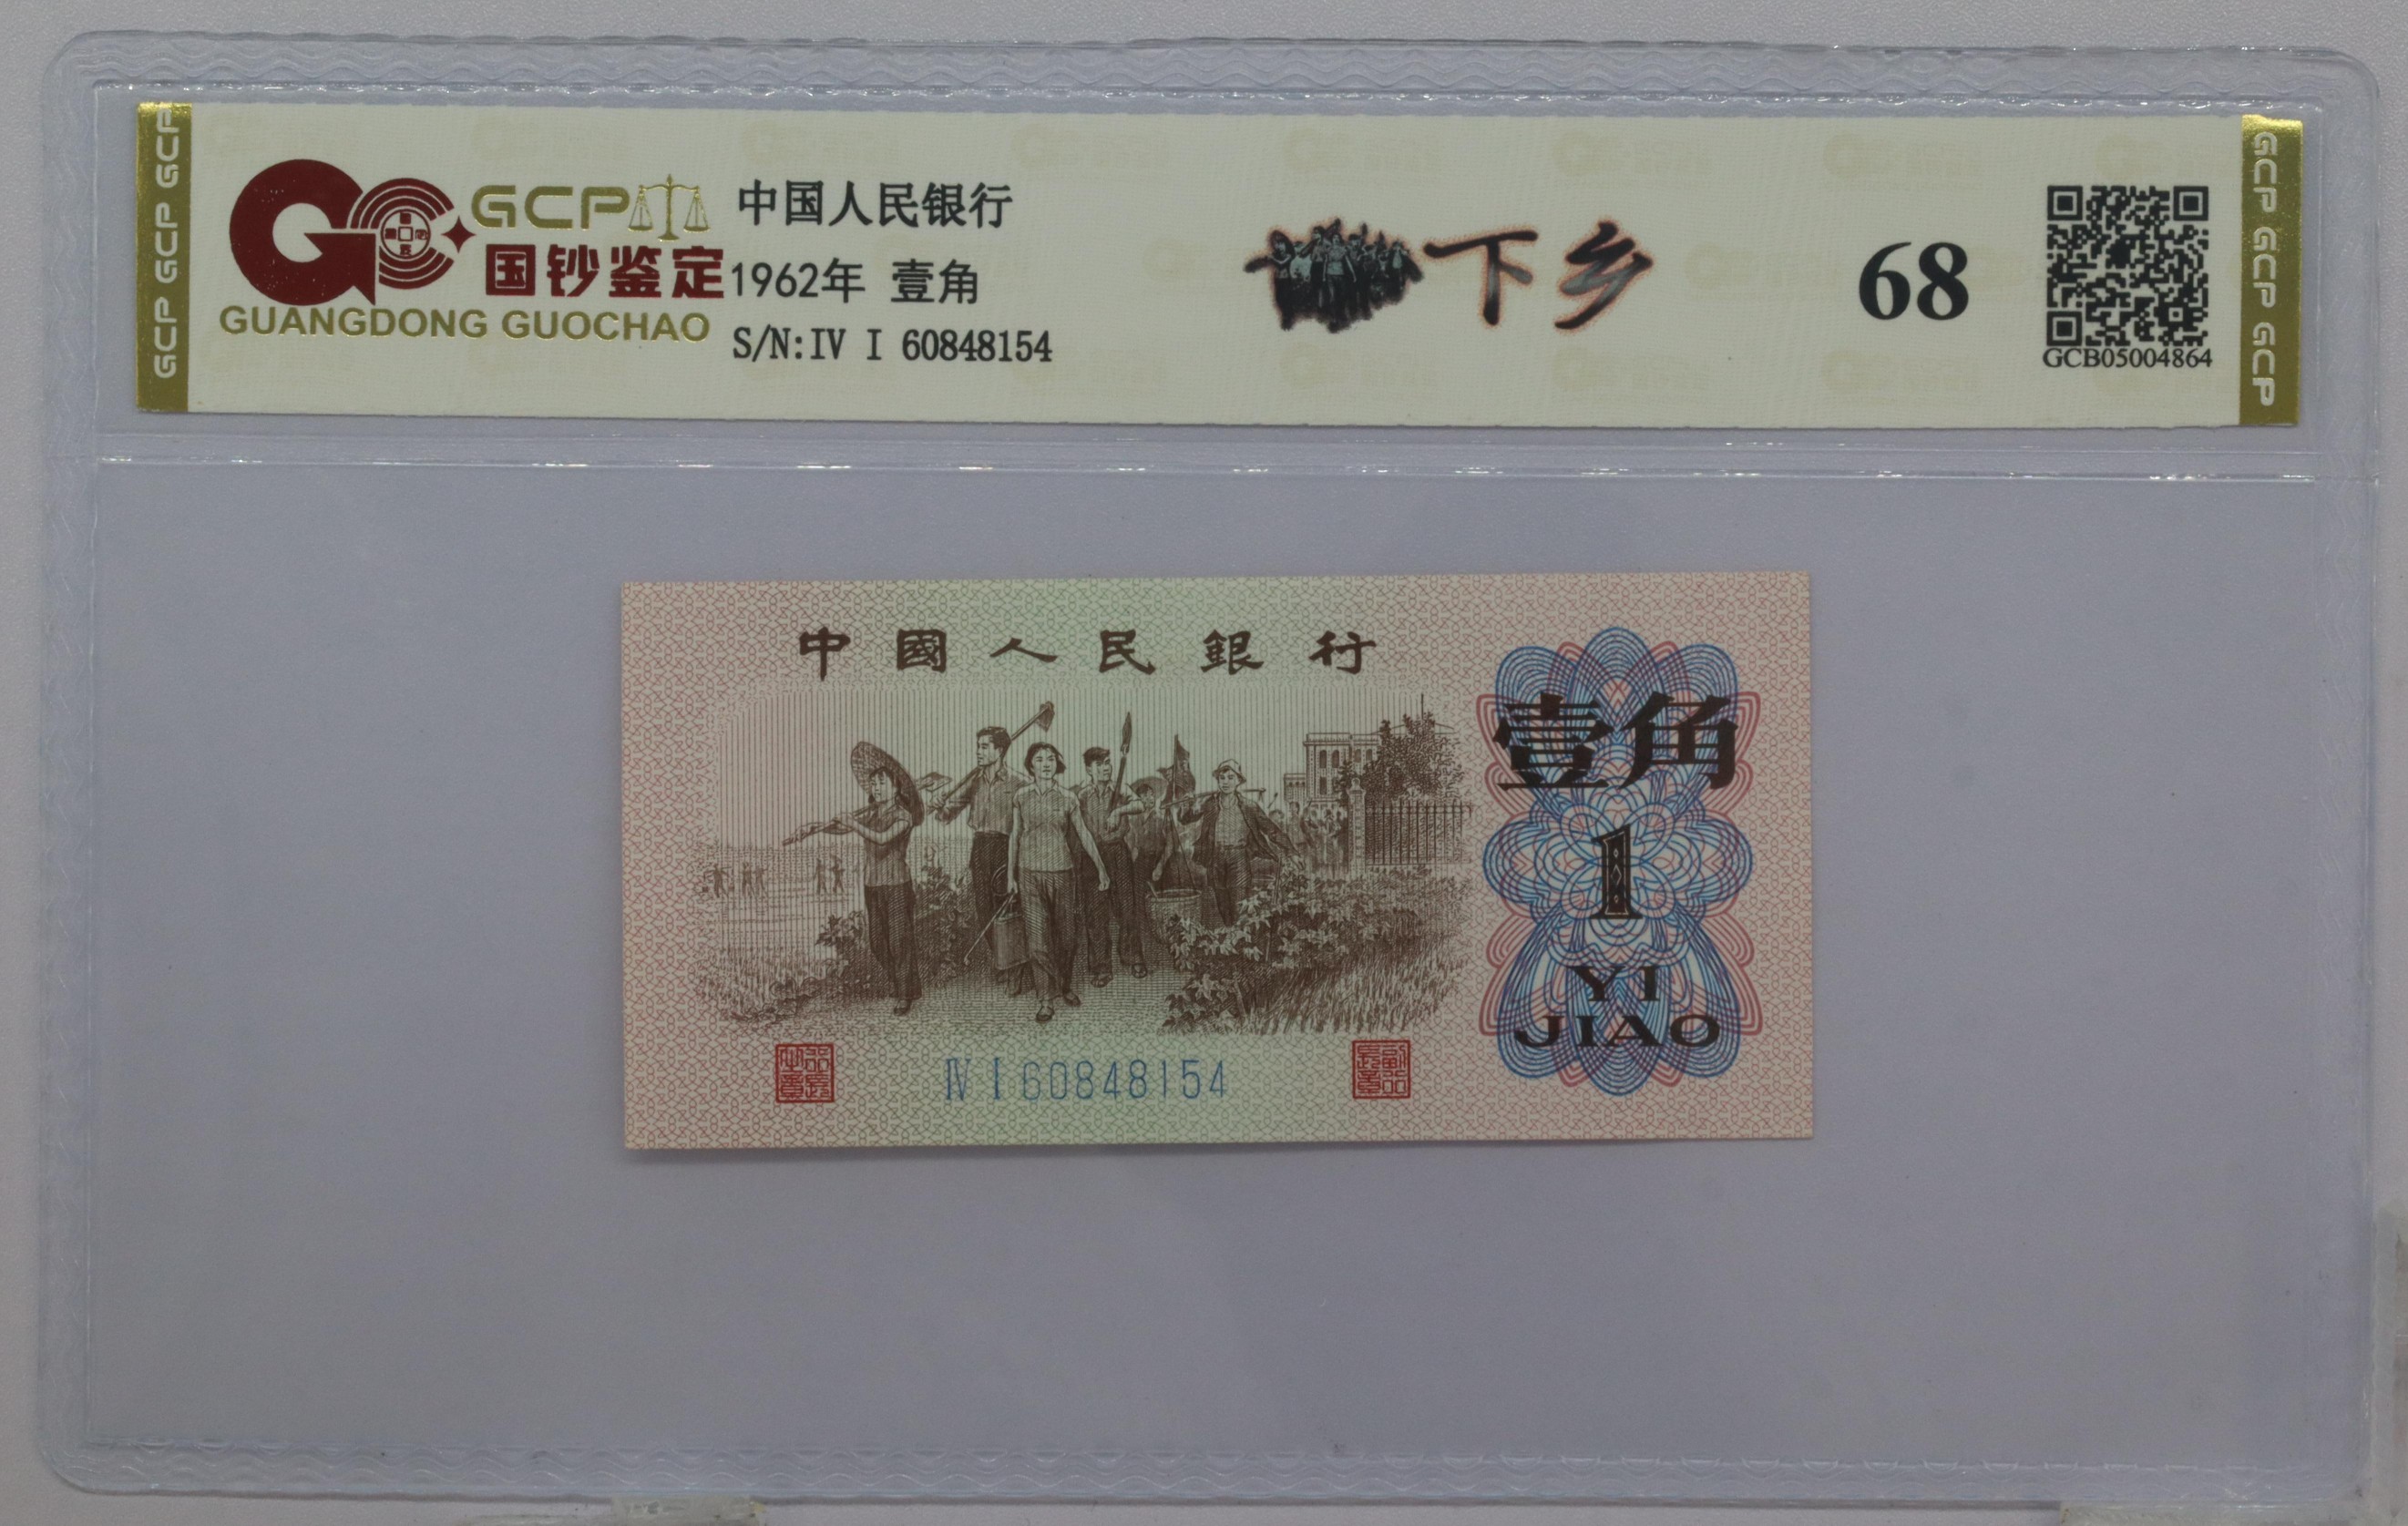 GCP GCP GCP
GCP
国钞鉴定
GUANGDONG GUOCHAO
中国人民银行
1962年 壹角
S/N:IV I 60848154
下乡
68
GCB05004864
GCP GCP GCP
中國人民銀行
壹角
1
YI
JIAO
IV I 60848154